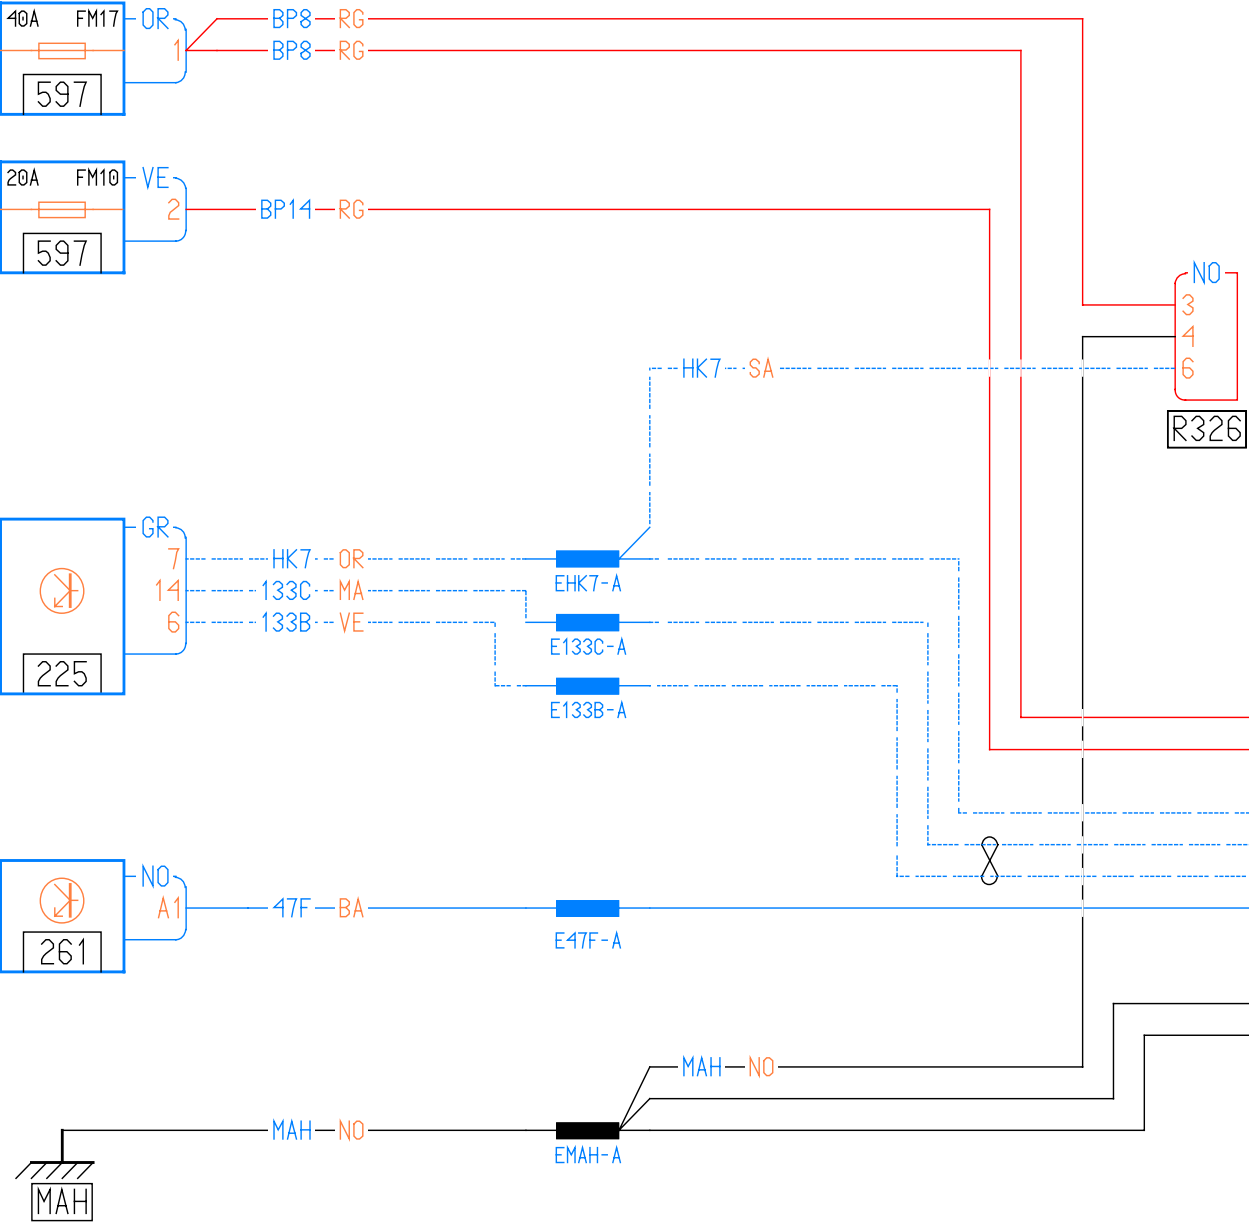 40A FM17 OR BP8 RG
1 BP8 RG
597
20A FM10 VE
2 BP14 RG
597
NO
3
4
HK7 SA 6
R326
GR
7 HK7 OR
EHK7-A
14 133C MA
6 133B VE
E133C-A
225
E133B-A
NO
A1 47F BA
261 E47F-A
MAH NO
MAH NO
EMAH-A
MAH